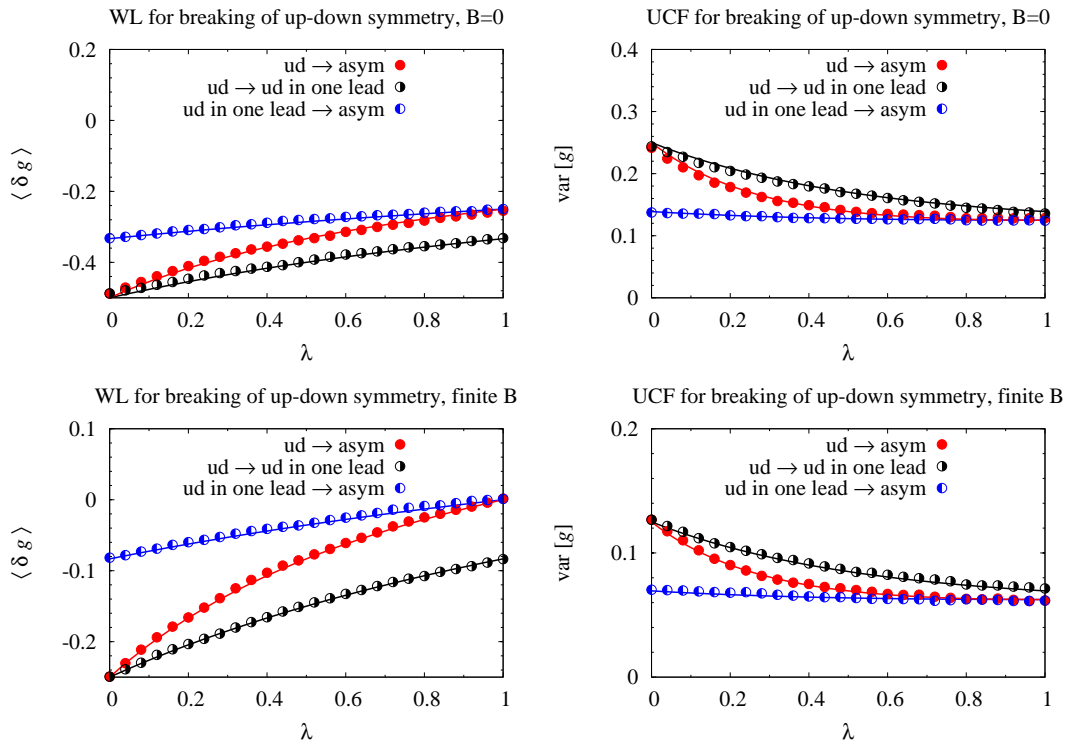 WL for breaking of up-down symmetry, B=0
0.2
0
-0.2
-0.4
⟨ δ g ⟩
ud → asym
ud → ud in one lead
ud in one lead → asym
0 0.2 0.4 0.6 0.8 1
λ
UCF for breaking of up-down symmetry, B=0
0.4
0.3
0.2
0.1
0
var [g]
ud → asym
ud → ud in one lead
ud in one lead → asym
0 0.2 0.4 0.6 0.8 1
λ
WL for breaking of up-down symmetry, finite B
0.1
0
-0.1
-0.2
⟨ δ g ⟩
ud → asym
ud → ud in one lead
ud in one lead → asym
0 0.2 0.4 0.6 0.8 1
λ
UCF for breaking of up-down symmetry, finite B
0.2
0.1
0
var [g]
ud → asym
ud → ud in one lead
ud in one lead → asym
0 0.2 0.4 0.6 0.8 1
λ